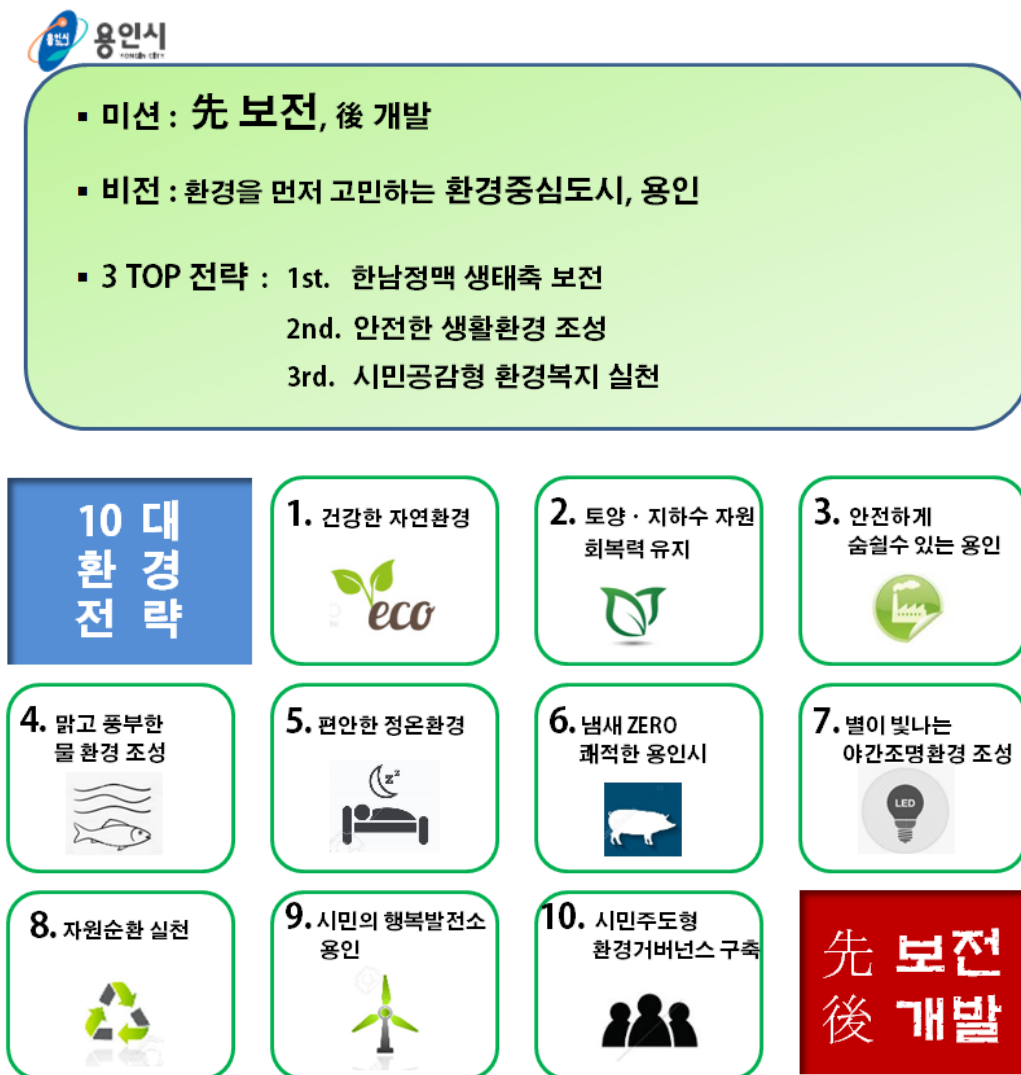 용인시
용인시
YONGIN CITY
▪ 미션 : 先 보전, 後 개발
▪ 비전 : 환경을 먼저 고민하는 환경중심도시, 용인
▪ 3 TOP 전략 : 1st. 한남정맥 생태축 보전
2nd. 안전한 생활환경 조성
3rd. 시민공감형 환경복지 실천
10 대
환 경
전 략
1. 건강한 자연환경
eco
2. 토양 · 지하수 자원
회복력 유지
3. 안전하게
숨쉴수 있는 용인
4. 맑고 풍부한
물 환경 조성
5. 편안한 정온환경
zz
6. 냄새 ZERO
쾌적한 용인시
7. 별이 빛나는
야간조명환경 조성
LED
8. 자원순환 실천
9. 시민의 행복발전소
용인
10. 시민주도형
환경거버넌스 구축
先 보전
後 개발